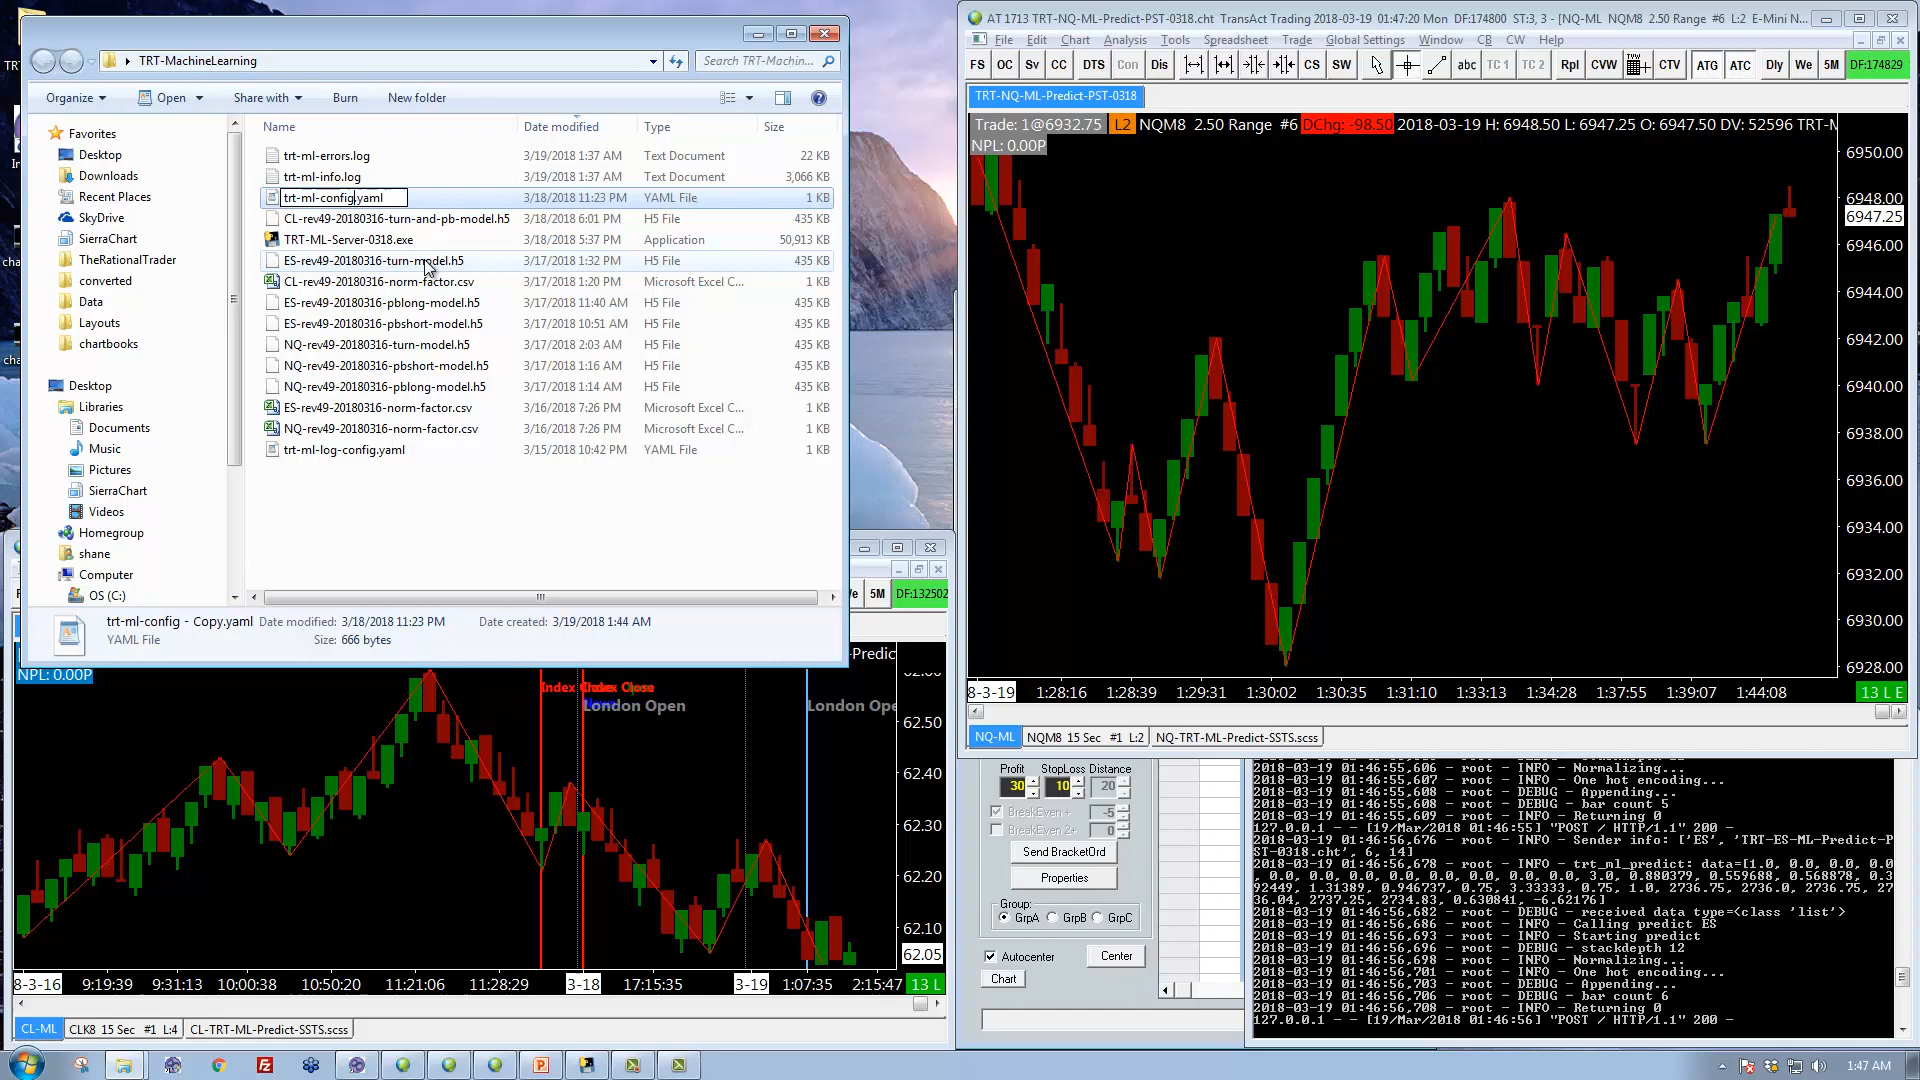 TRT-MachineLearning
Search TRT-Machin...
Organize
Open
Share with
Burn
New folder
Name
Date modified
Type
Size
trt-ml-errors.log 3/19/2018 1:37 AM Text Document 22 KB
trt-ml-info.log 3/19/2018 1:37 AM Text Document 3,066 KB
trt-ml-config.yaml 3/18/2018 11:23 PM YAML File 1 KB
CL-rev49-20180316-turn-and-pb-model.h5 3/18/2018 6:01 PM H5 File 435 KB
TRT-ML-Server-0318.exe 3/18/2018 5:37 PM Application 50,913 KB
ES-rev49-20180316-turn-model.h5 3/17/2018 1:32 PM H5 File 435 KB
CL-rev49-20180316-norm-factor.csv 3/17/2018 1:20 PM Microsoft Excel C... 1 KB
ES-rev49-20180316-pblong-model.h5 3/17/2018 11:40 AM H5 File 435 KB
ES-rev49-20180316-pbshort-model.h5 3/17/2018 10:51 AM H5 File 435 KB
NQ-rev49-20180316-turn-model.h5 3/17/2018 2:03 AM H5 File 435 KB
NQ-rev49-20180316-pbshort-model.h5 3/17/2018 1:16 AM H5 File 435 KB
NQ-rev49-20180316-pblong-model.h5 3/17/2018 1:14 AM H5 File 435 KB
ES-rev49-20180316-norm-factor.csv 3/16/2018 7:26 PM Microsoft Excel C... 1 KB
NQ-rev49-20180316-norm-factor.csv 3/16/2018 7:26 PM Microsoft Excel C... 1 KB
trt-ml-log-config.yaml 3/15/2018 10:42 PM YAML File 1 KB
Favorites
Desktop
Downloads
Recent Places
SkyDrive
SierraChart
TheRationalTrader
converted
Data
Layouts
chartbooks
Desktop
Libraries
Documents
Music
Pictures
SierraChart
Videos
Homegroup
shane
Computer
OS (C:)
trt-ml-config - Copy.yaml Date modified: 3/18/2018 11:23 PM Date created: 3/19/2018 1:44 AM
YAML File Size: 666 bytes
AT 1713 TRT-NQ-ML-Predict-PST-0318.cht TransAct Trading 2018-03-19 01:47:20 Mon DF:174800 ST:3, 3 - [NQ-ML NQM8 2.50 Range #6 L:2 E-Mini N...
File Edit Chart Analysis Tools Spreadsheet Trade Global Settings Window CB CW Help
FS OC Sv CC DTS Con Dis CS SW abc TC 1 TC 2 Rpl CVW CTV ATG ATC Dly We 5M DF:174829
TRT-NQ-ML-Predict-PST-0318
Trade: 1@6932.75 L2 NQM8 2.50 Range #6 DChg: -98.50 2018-03-19 H: 6948.50 L: 6947.25 O: 6947.50 DV: 52596 TRT-N
NPL: 0.00P
6950.00
6948.00
6947.25
6946.00
6944.00
6942.00
6940.00
6938.00
6936.00
6934.00
6932.00
6930.00
6928.00
8-3-19 1:28:16 1:28:39 1:29:31 1:30:02 1:30:35 1:31:10 1:33:13 1:34:28 1:37:55 1:39:07 1:44:08 13 L E
NQ-ML NQM8 15 Sec #1 L:2 NQ-TRT-ML-Predict-SSTS.scss
5M DF:132502
NPL: 0.00P
Index Close
London Open
London Ope
62.50
62.40
62.30
62.20
62.10
62.05
8-3-16 9:19:39 9:31:13 10:00:38 10:50:20 11:21:06 11:28:29 3-18 17:15:35 3-19 1:07:35 2:15:47 13 L
CL-ML CLK8 15 Sec #1 L:4 CL-TRT-ML-Predict-SSTS.scss
Profit StopLoss Distance
30 10 20
BreakEven + -5
BreakEven 2+ 0
Send BracketOrd
Properties
Group:
GrpA GrpB GrpC
Autocenter Center
Chart
2018-03-19 01:46:55,606 - root - INFO - Normalizing...
2018-03-19 01:46:55,607 - root - INFO - One hot encoding...
2018-03-19 01:46:55,608 - root - DEBUG - Appending...
2018-03-19 01:46:55,608 - root - DEBUG - bar count 5
2018-03-19 01:46:55,609 - root - INFO - Returning 0
127.0.0.1 - - [19/Mar/2018 01:46:55] "POST / HTTP/1.1" 200 -
2018-03-19 01:46:56,676 - root - INFO - Sender info: ['ES', 'TRT-ES-ML-Predict-P
ST-0318.cht', 6, 14]
2018-03-19 01:46:56,678 - root - INFO - trt_ml_predict: data=[1.0, 0.0, 0.0, 0.0
, 0.0, 0.0, 0.0, 0.0, 0.0, 0.0, 0.0, 3.0, 0.880379, 0.559688, 0.568878, 0.3
92449, 1.31389, 0.946737, 0.75, 3.33333, 0.75, 1.0, 2736.75, 2736.0, 2736.75, 27
36.04, 2737.25, 2734.83, 0.630841, -6.62176]
2018-03-19 01:46:56,682 - root - DEBUG - received data type=<class 'list'>
2018-03-19 01:46:56,686 - root - INFO - Calling predict ES
2018-03-19 01:46:56,693 - root - INFO - Starting predict
2018-03-19 01:46:56,696 - root - DEBUG - stackdepth 12
2018-03-19 01:46:56,698 - root - INFO - Normalizing...
2018-03-19 01:46:56,701 - root - INFO - One hot encoding...
2018-03-19 01:46:56,703 - root - DEBUG - Appending...
2018-03-19 01:46:56,706 - root - DEBUG - bar count 6
2018-03-19 01:46:56,708 - root - INFO - Returning 0
127.0.0.1 - - [19/Mar/2018 01:46:56] "POST / HTTP/1.1" 200 -
1:47 AM